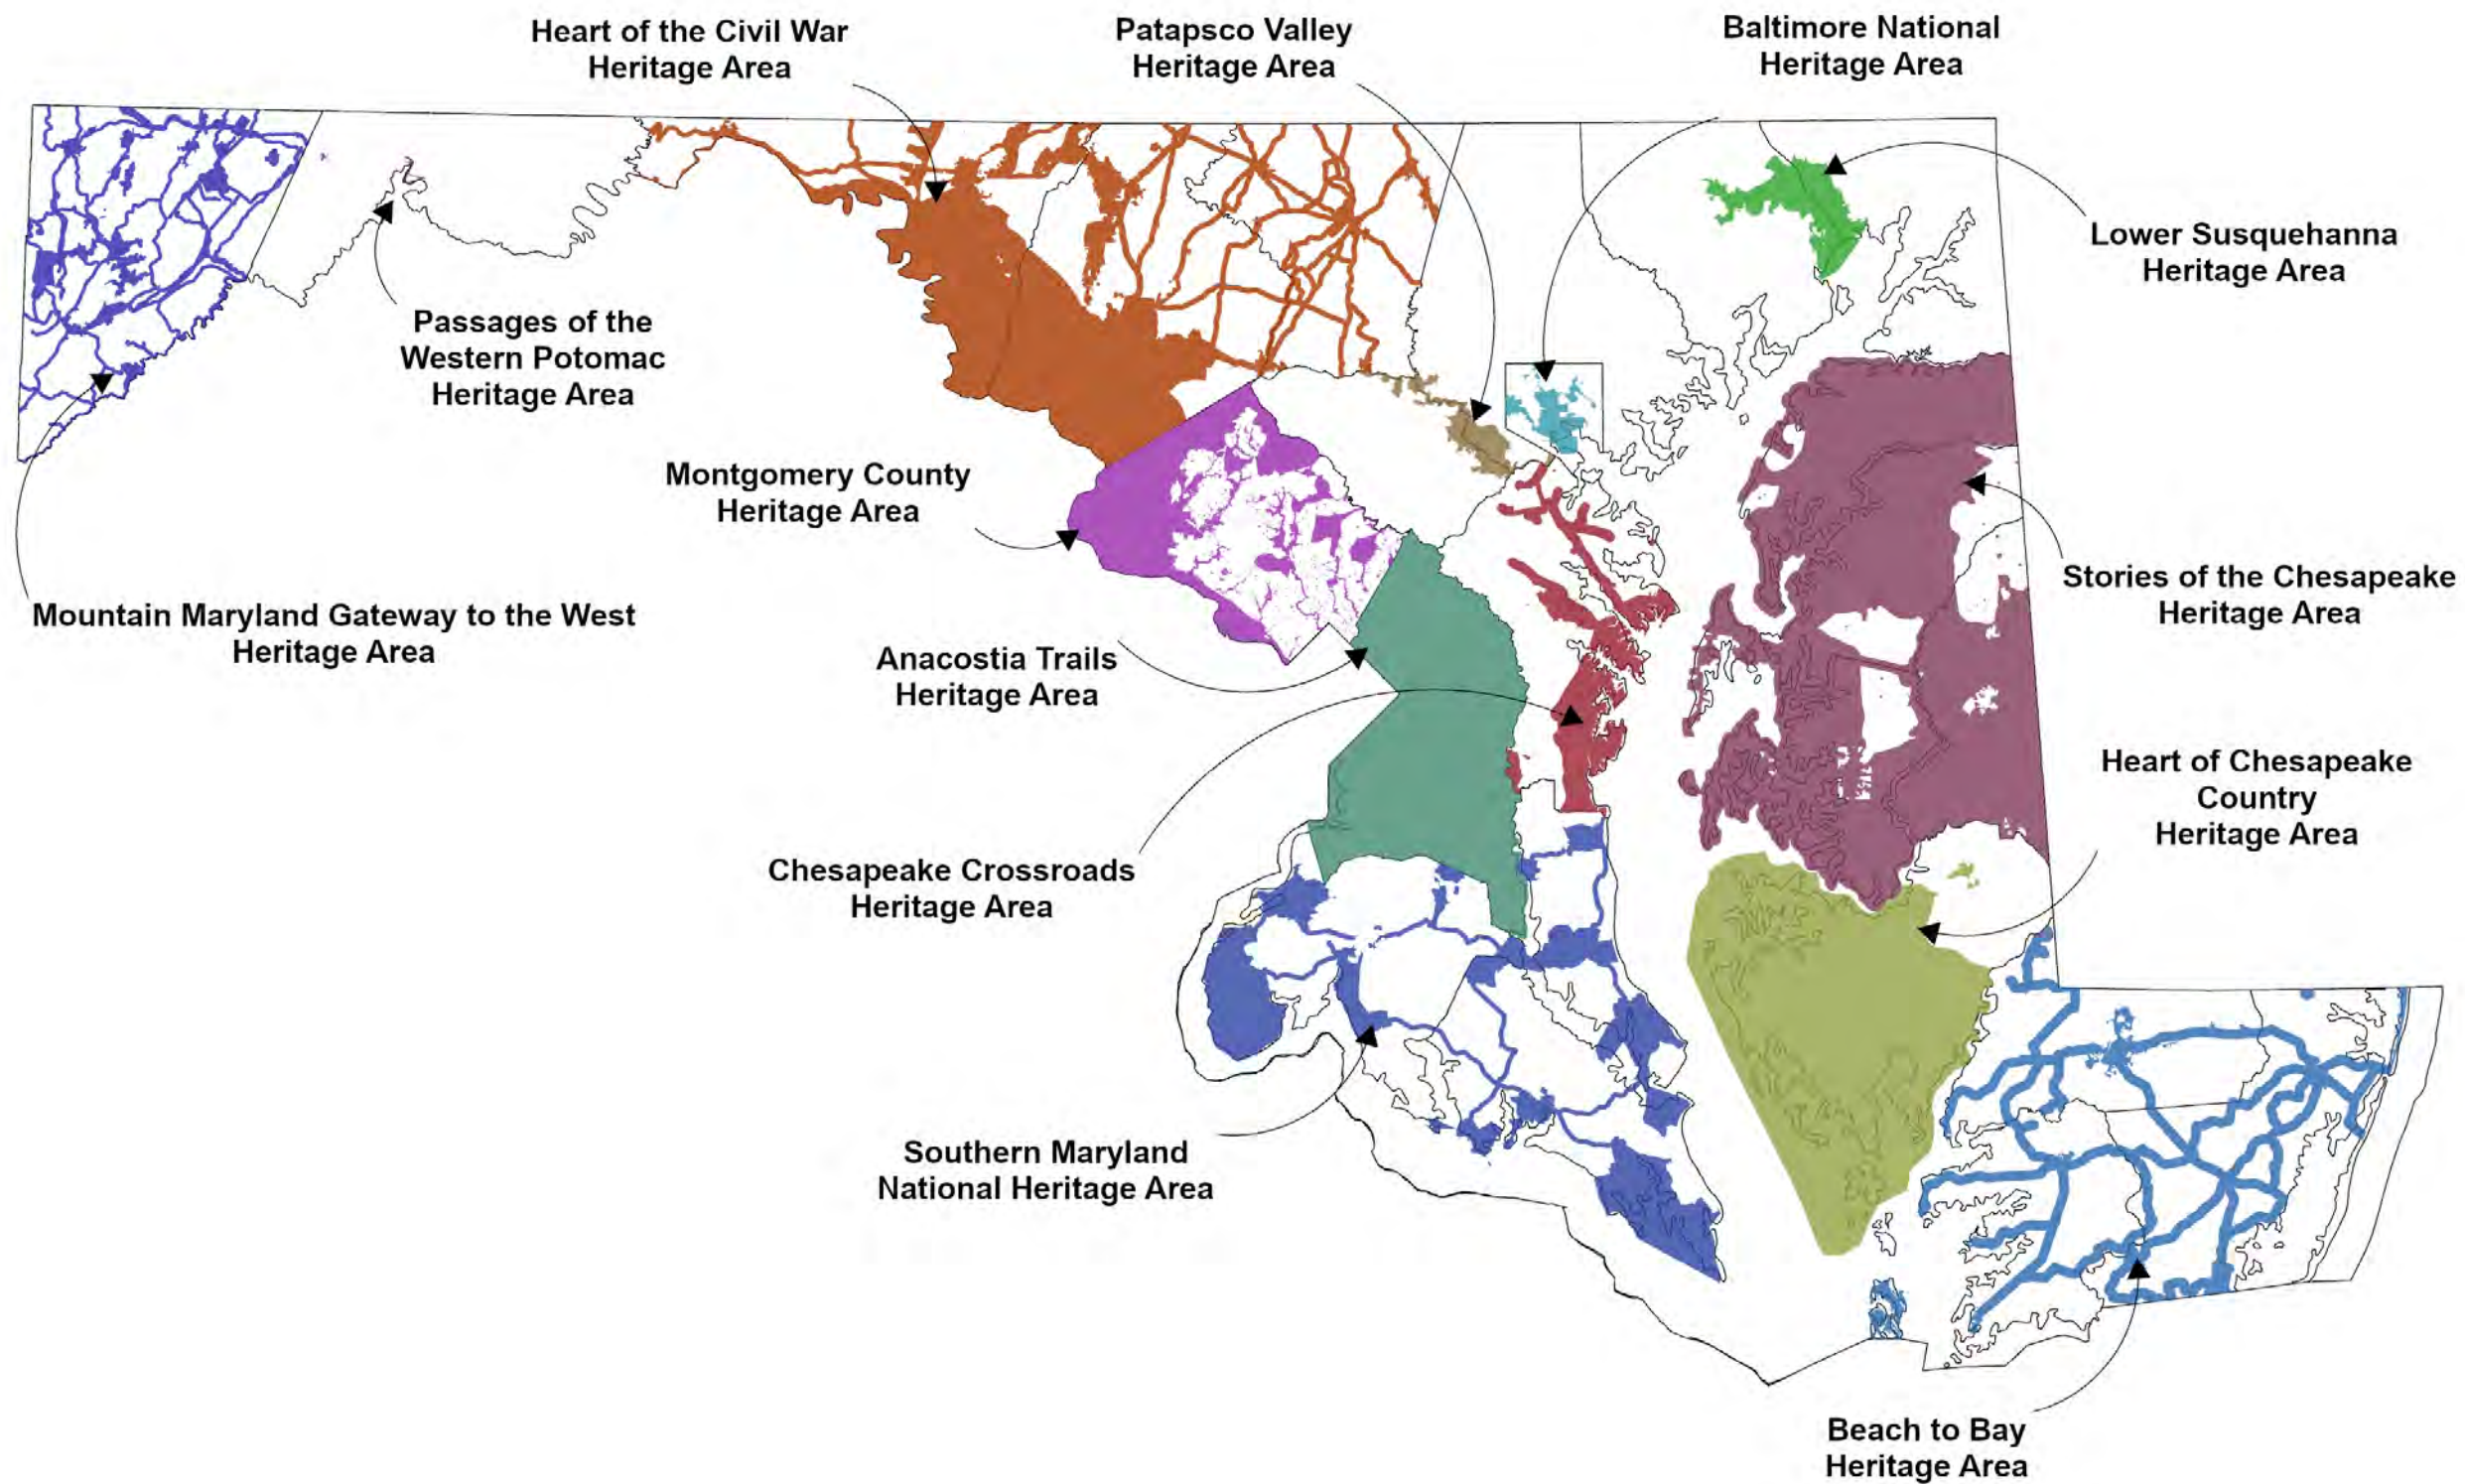 Heart of the Civil War
Heritage Area
Patapsco Valley
Heritage Area
Baltimore National
Heritage Area
Lower Susquehanna
Heritage Area
Passages of the
Western Potomac
Heritage Area
Montgomery County
Heritage Area
Stories of the Chesapeake
Heritage Area
Mountain Maryland Gateway to the West
Heritage Area
Anacostia Trails
Heritage Area
Heart of Chesapeake
Country
Heritage Area
Chesapeake Crossroads
Heritage Area
Southern Maryland
National Heritage Area
Beach to Bay
Heritage Area